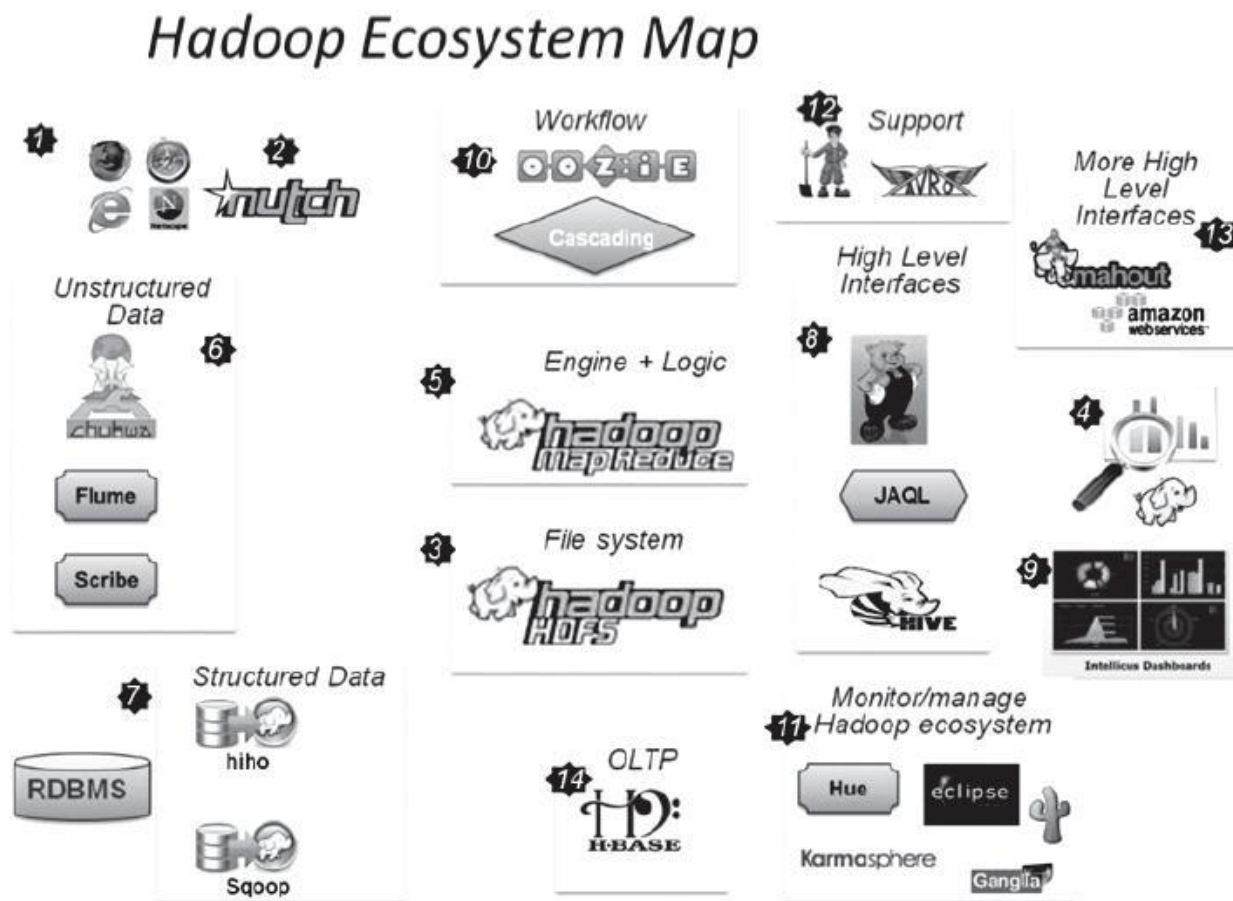 Hadoop Ecosystem Map
1
2
Netscape
nutch
Workflow
10
OOZiE
Cascading
12
Support
AVRO
More High
Level
Interfaces
13
mahout
amazon
webservices™
Unstructured
Data
6
chukwa
Flume
Scribe
5
Engine + Logic
hadoop
MapReduce
3
File system
hadoop
HDFS
High Level
Interfaces
8
JAQL
HIVE
4
9
Intellicus Dashboards
7
Structured Data
RDBMS
hiho
Sqoop
14
OLTP
H·BASE
Monitor/manage
11
Hadoop ecosystem
Hue
eclipse
Karmasphere
Ganglia